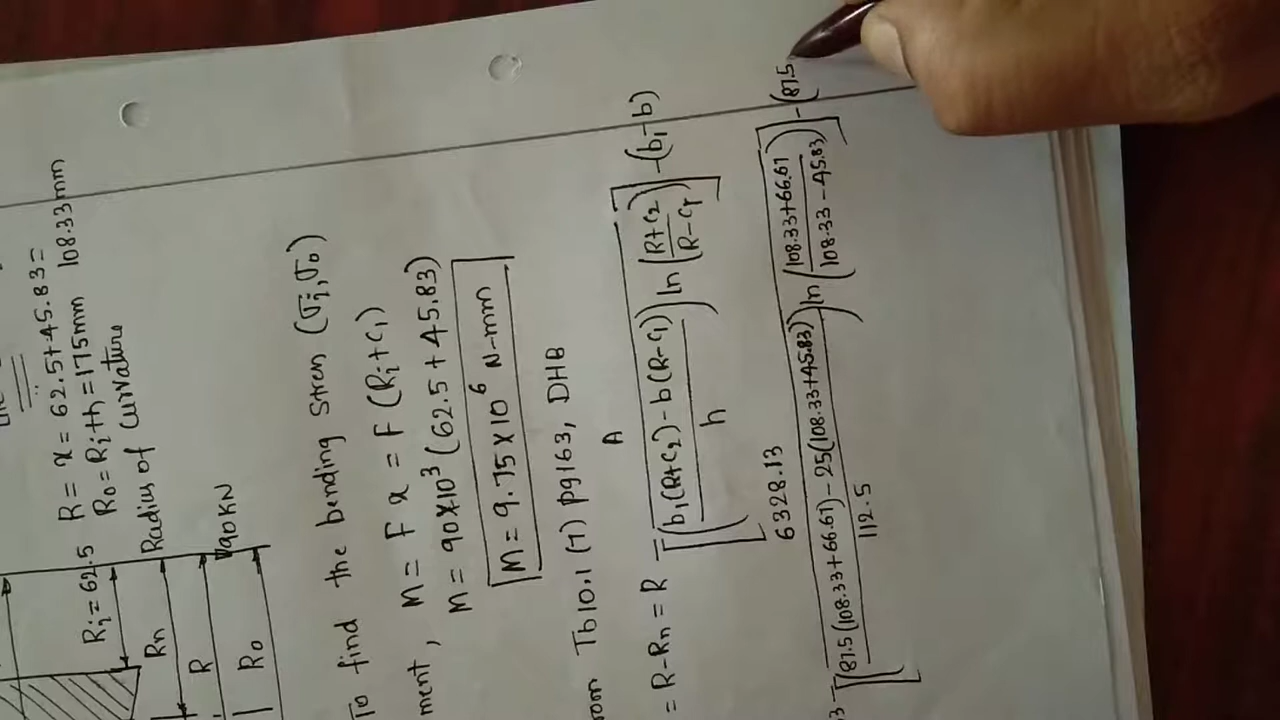 R = x = 62.5+45.83 = 108.33mm
Ro = Ri+h = 175mm
Radius of Curvature
Ri = 62.5
Rn
R
Ro
90KN
To find the bending Stress (σi, σo)
ment, M = F x = F (Ri+C1)
M = 90×10³ (62.5+45.83)
M = 9.75×10⁶ N-mm
Tb10.1 (7) pg163, DHB
= R-Rn = R - A / [((b1(R+C2) - b(R-C1))/h) ln((R+C2)/(R-C1))] - (b1-b)
6328.13
[((87.5(108.33+66.67) - 25(108.33+45.83))/112.5) ln((108.33+66.67)/(108.33-45.83))] - (87.5